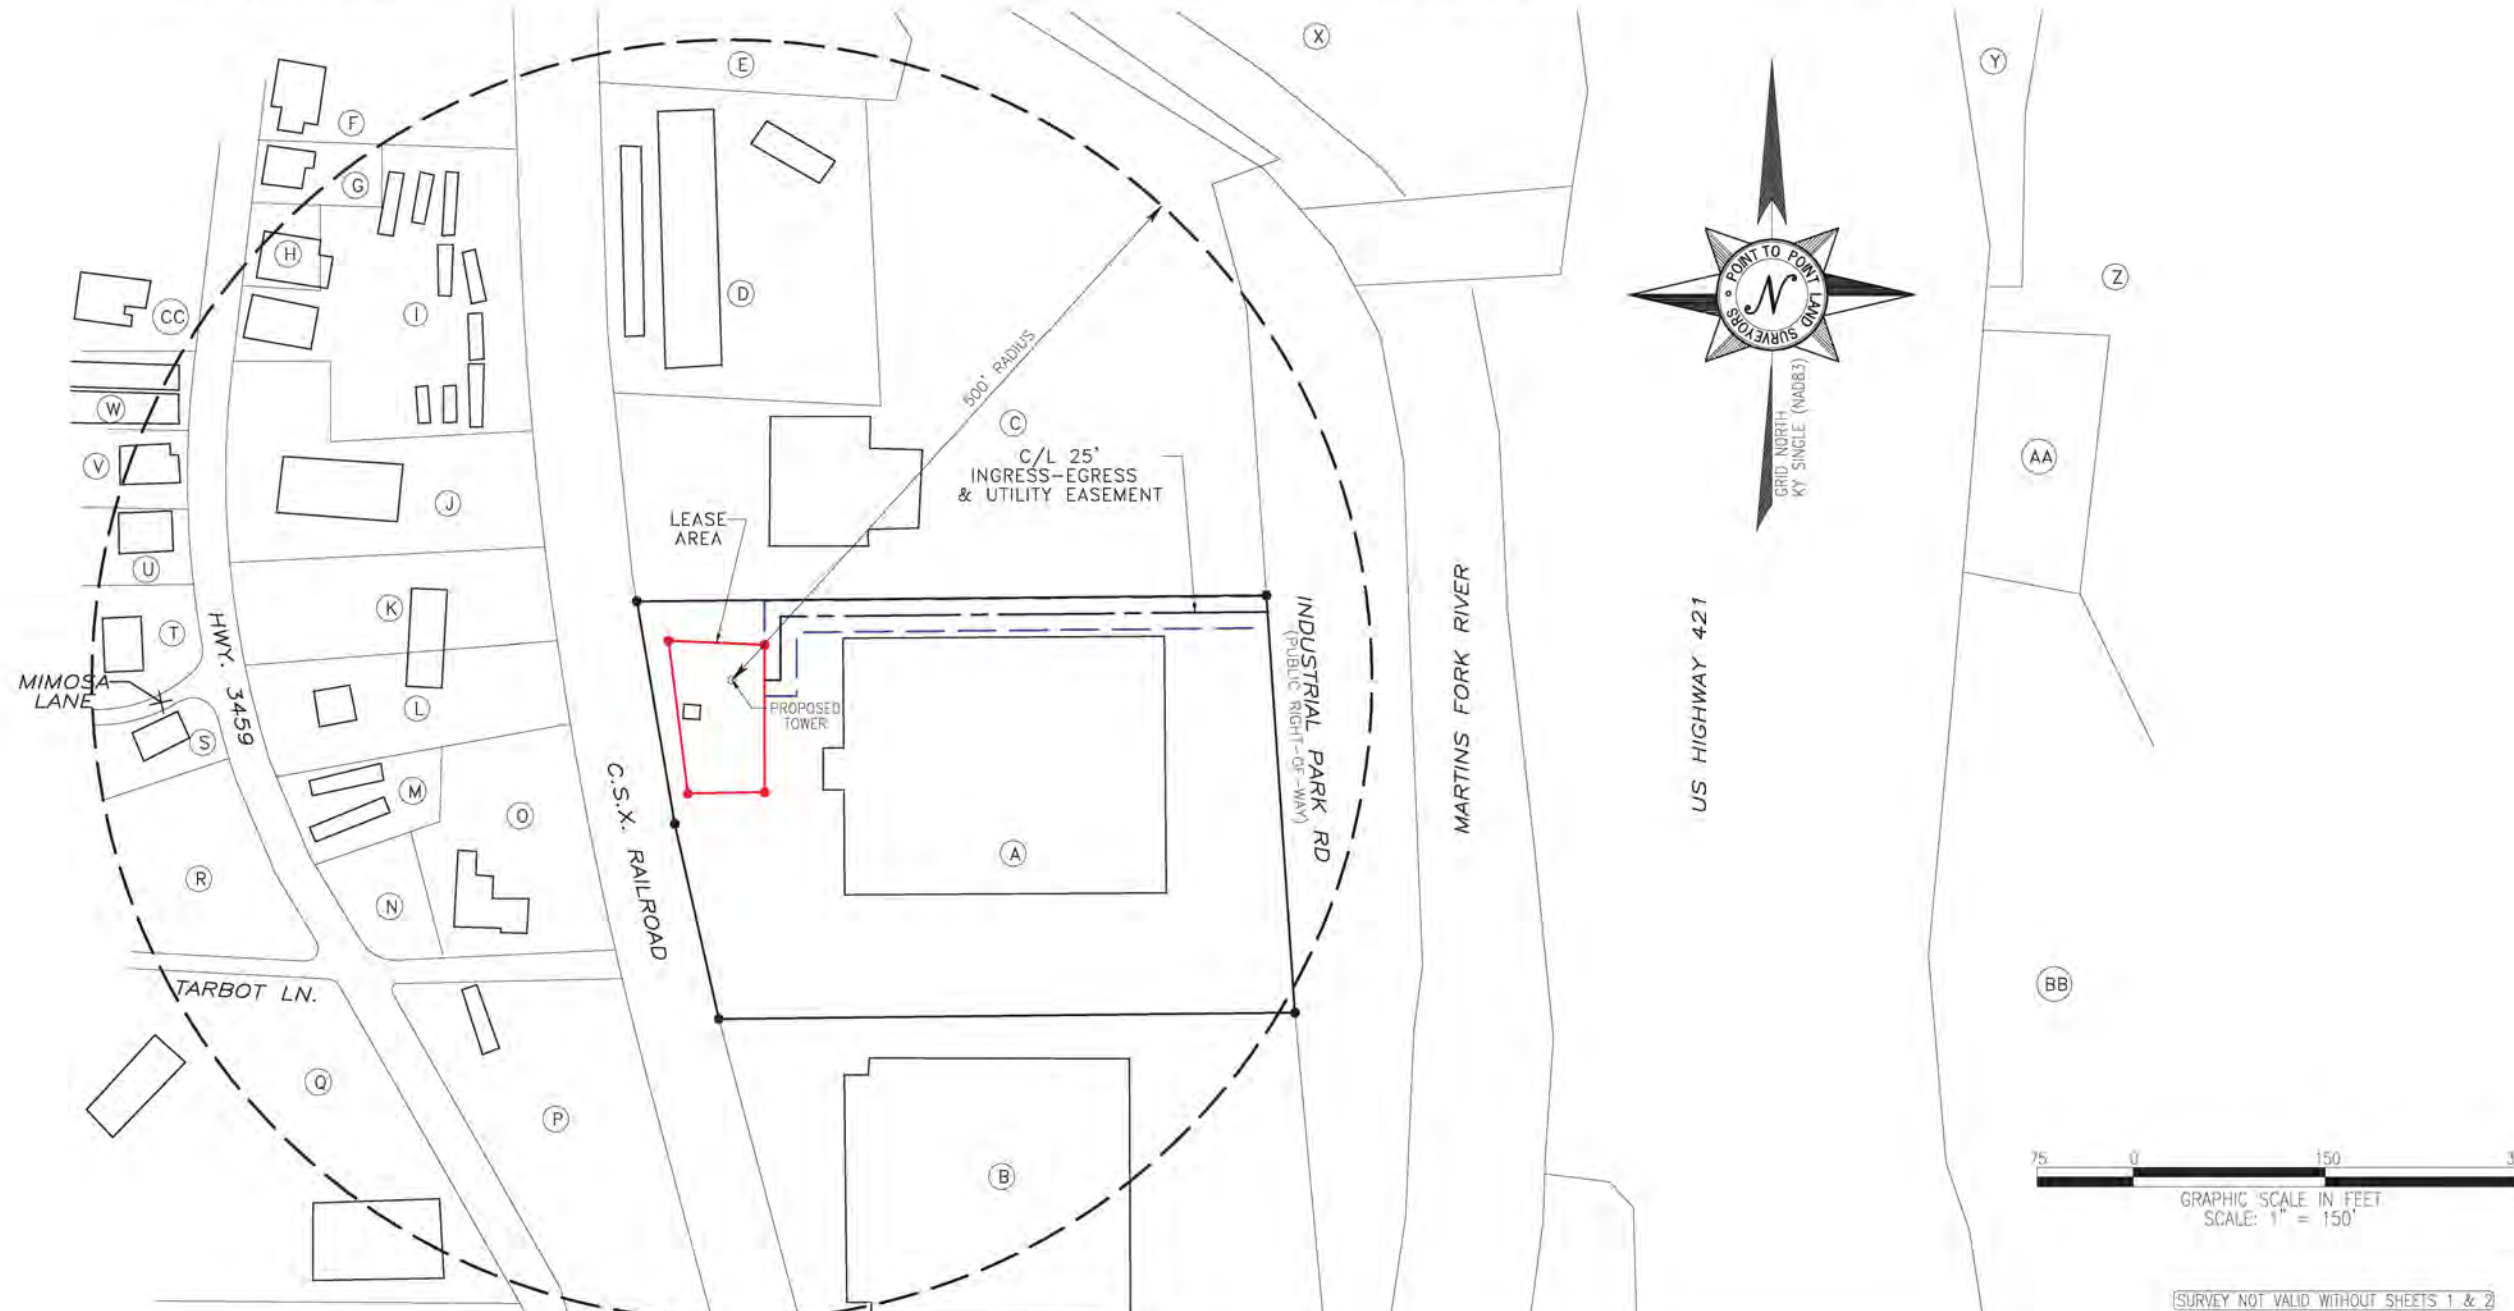 X
E
Y
F
G
H
POINT TO POINT LAND SURVEYORS
N
Z
D
CC
I
500' RADIUS
GRID NORTH
KY SINGLE (NAD83)
W
C
C/L 25'
INGRESS-EGRESS
& UTILITY EASEMENT
V
AA
J
LEASE
AREA
U
K
T
HWY. 3459
MIMOSA
LANE
L
S
PROPOSED
TOWER
INDUSTRIAL PARK RD
(PUBLIC RIGHT-OF-WAY)
MARTINS FORK RIVER
US HIGHWAY 421
C.S.X. RAILROAD
M
O
A
R
N
TARBOT LN.
BB
Q
P
B
75 0 150 3
GRAPHIC SCALE IN FEET
SCALE: 1" = 150'
SURVEY NOT VALID WITHOUT SHEETS 1 & 2